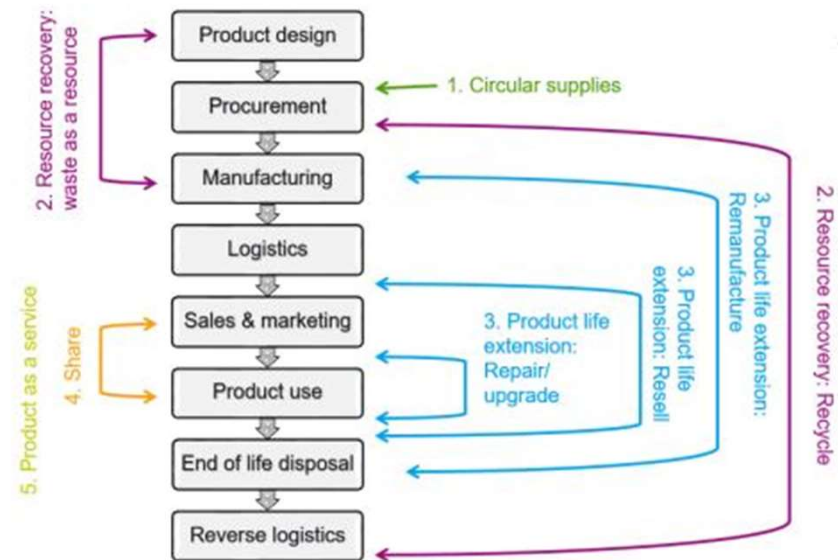 Product design
Procurement
Manufacturing
Logistics
Sales & marketing
Product use
End of life disposal
Reverse logistics
2. Resource recovery:
waste as a resource
5. Product as a service
4. Share
1. Circular supplies
3. Product life
extension:
Repair/
upgrade
3. Product life
extension: Resell
3. Product life extension:
Remanufacture
2. Resource recovery: Recycle